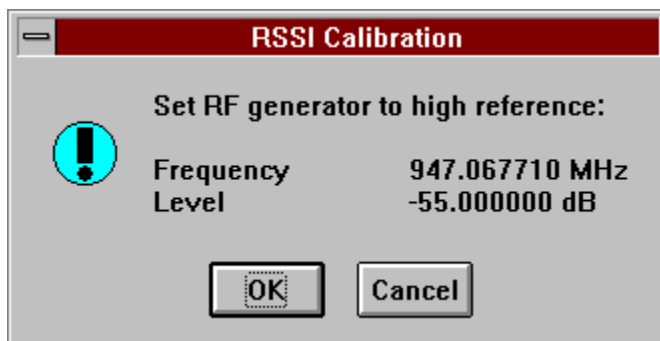 RSSI Calibration
Set RF generator to high reference:
Frequency 947.067710 MHz
Level -55.000000 dB
OK Cancel